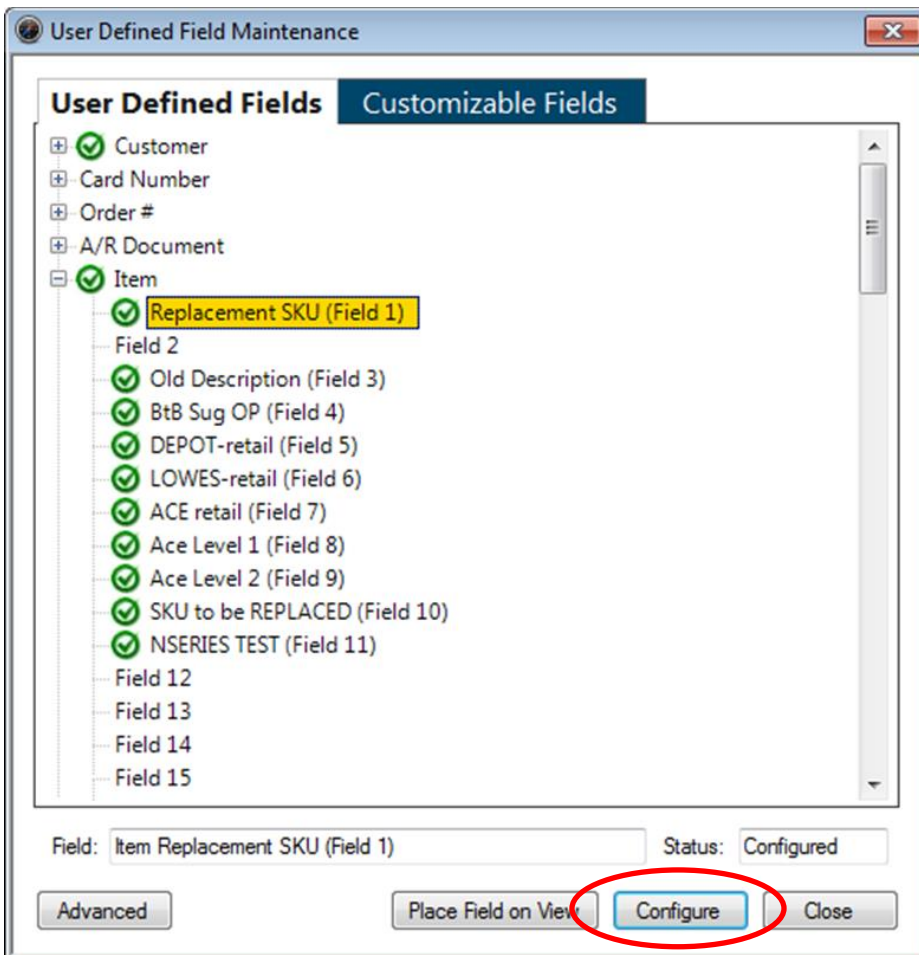 User Defined Field Maintenance
User Defined Fields Customizable Fields
Customer
Card Number
Order #
A/R Document
Item
Replacement SKU (Field 1)
Field 2
Old Description (Field 3)
BtB Sug OP (Field 4)
DEPOT-retail (Field 5)
LOWES-retail (Field 6)
ACE retail (Field 7)
Ace Level 1 (Field 8)
Ace Level 2 (Field 9)
SKU to be REPLACED (Field 10)
NSERIES TEST (Field 11)
Field 12
Field 13
Field 14
Field 15
Field: Item Replacement SKU (Field 1) Status: Configured
Advanced Place Field on View Configure Close